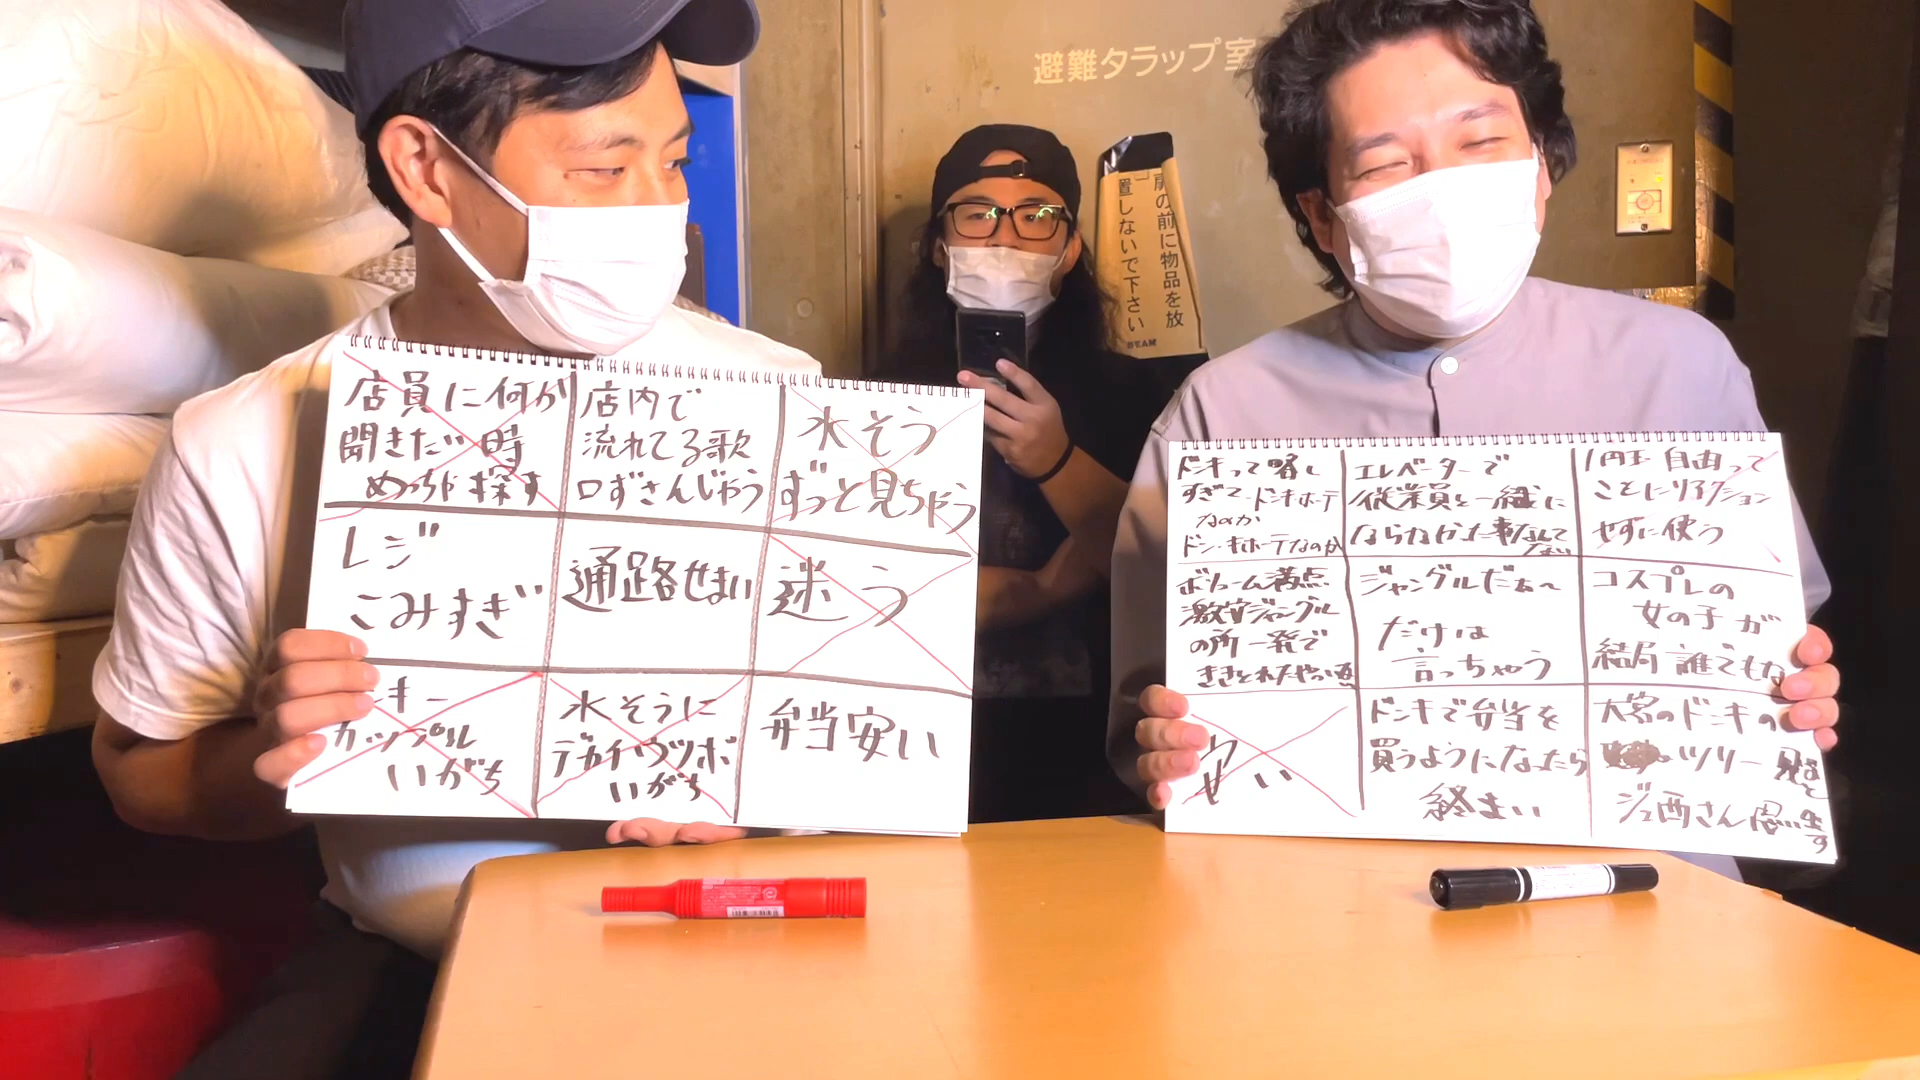 避難タラップ室
扉の前に物品を放
置しないで下さい
BEAM
店員に何か
聞きたい時
めっちゃ探す
店内で
流れてる歌
口ずさんじゃう
水そう
ずっと見ちゃう
レジ
こみすぎ
通路せまい
迷う
ンキー
カップル
いがち
水そうに
デカイウツボ
いがち
弁当安い
ドンキって略し
すぎてドンキホーテ
なのか
ドン・キホーテなのか
エレベーターで
従業員と一緒に
ならなかった事なんて
ない
1円玉自由って
ことにリアクション
せずに使う
ボリューム満点
激安ジャングル
の所一発で
ジャングルだぁ〜
だけは
言っちゃう
コスプレの
女の子が
結局誰でもな
安い
ドンキで弁当を
買うようになったら
終まい
大宮のドンキの
ツリー見ると
ジュ西さん思い出す